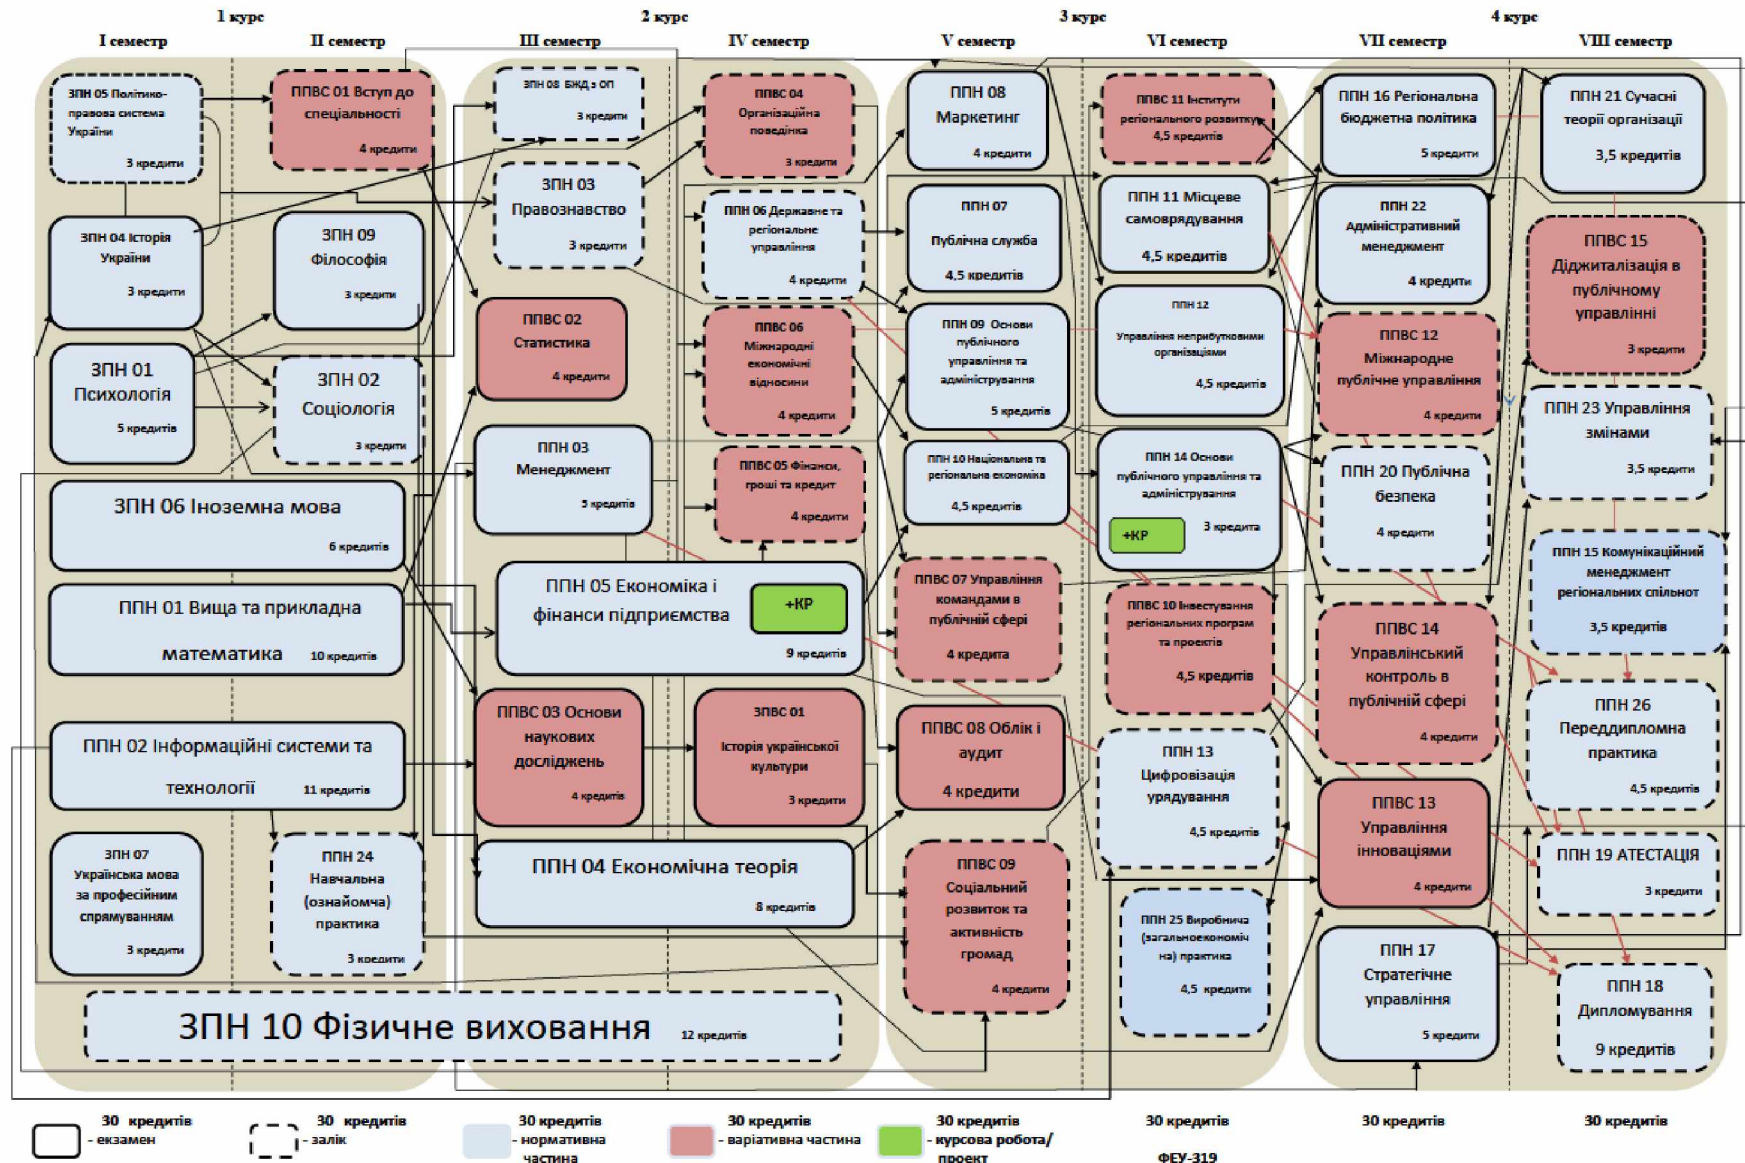 1 курс
2 курс
3 курс
4 курс
I семестр
II семестр
III семестр
IV семестр
V семестр
VI семестр
VII семестр
VIII семестр
ЗПН 05 Політико-
правова система
України
3 кредити
ЗПН 04 Історія
України
3 кредити
ЗПН 01
Психологія
5 кредитів
ППВС 01 Вступ до
спеціальності
4 кредити
ЗПН 09
Філософія
3 кредити
ЗПН 02
Соціологія
3 кредити
ЗПН 06 Іноземна мова
6 кредитів
ППН 01 Вища та прикладна
математика 10 кредитів
ППН 02 Інформаційні системи та
технології 11 кредитів
ЗПН 07
Українська мова
за професійним
спрямуванням
3 кредити
ППН 24
Навчальна
(ознайомча)
практика
3 кредити
ЗПН 10 Фізичне виховання 12 кредитів
ЗПН 08 БЖД з ОП
3 кредити
ЗПН 03
Правознавство
3 кредити
ППВС 02
Статистика
4 кредити
ППН 03
Менеджмент
5 кредитів
ППВС 04
Організаційна
поведінка
3 кредити
ППН 06 Державне та
регіональне
управління
4 кредити
ППВС 06
Міжнародні
економічні
відносини
4 кредити
ППВС 05 Фінанси,
гроші та кредит
4 кредити
ППН 05 Економіка і
фінанси підприємства
+КР
9 кредитів
ППВС 03 Основи
наукових
досліджень
4 кредитів
ЗПВС 01
Історія української
культури
3 кредити
ППН 04 Економічна теорія
8 кредитів
ППН 08
Маркетинг
4 кредити
ППН 07
Публічна служба
4,5 кредитів
ППН 09 Основи
публічного
управління та
адміністрування
5 кредитів
ППН 10 Національна та
регіональна економіка
4,5 кредитів
ППВС 07 Управління
командами в
публічній сфері
4 кредита
ППВС 08 Облік і
аудит
4 кредити
ППВС 09
Соціальний
розвиток та
активність
громад
4 кредити
ППВС 11 Інститути
регіонального розвитку
4,5 кредитів
ППН 11 Місцеве
самоврядування
4,5 кредитів
ППН 12
Управління неприбутковими
організаціями
4,5 кредитів
ППН 14 Основи
публічного управління та
адміністрування
+КР
3 кредита
ППВС 10 Інвестування
регіональних програм
та проектів
4,5 кредитів
ППН 13
Цифровізація
урядування
4,5 кредитів
ППН 25 Виробнича
(загальноекономіч
на) практика
4,5 кредити
ППН 16 Регіональна
бюджетна політика
5 кредити
ППН 22
Адміністративний
менеджмент
4 кредити
ППВС 12
Міжнародне
публічне управління
4 кредити
ППН 20 Публічна
безпека
4 кредити
ППВС 14
Управлінський
контроль в
публічній сфері
4 кредити
ППВС 13
Управління
інноваціями
4 кредити
ППН 17
Стратегічне
управління
5 кредити
ППН 21 Сучасні
теорії організації
3,5 кредитів
ППВС 15
Діджиталізація в
публічному
управлінні
3 кредити
ППН 23 Управління
змінами
3,5 кредити
ППН 15 Комунікаційний
менеджмент
регіональних спільнот
3,5 кредитів
ППН 26
Переддипломна
практика
4,5 кредити
ППН 19 АТЕСТАЦІЯ
3 кредити
ППН 18
Дипломування
9 кредитів
30 кредитів
30 кредитів
30 кредитів
30 кредитів
30 кредитів
30 кредитів
30 кредитів
30 кредитів
- екзамен
- залік
- нормативна
частина
- варіативна частина
- курсова робота/
проект
ФЕУ-319